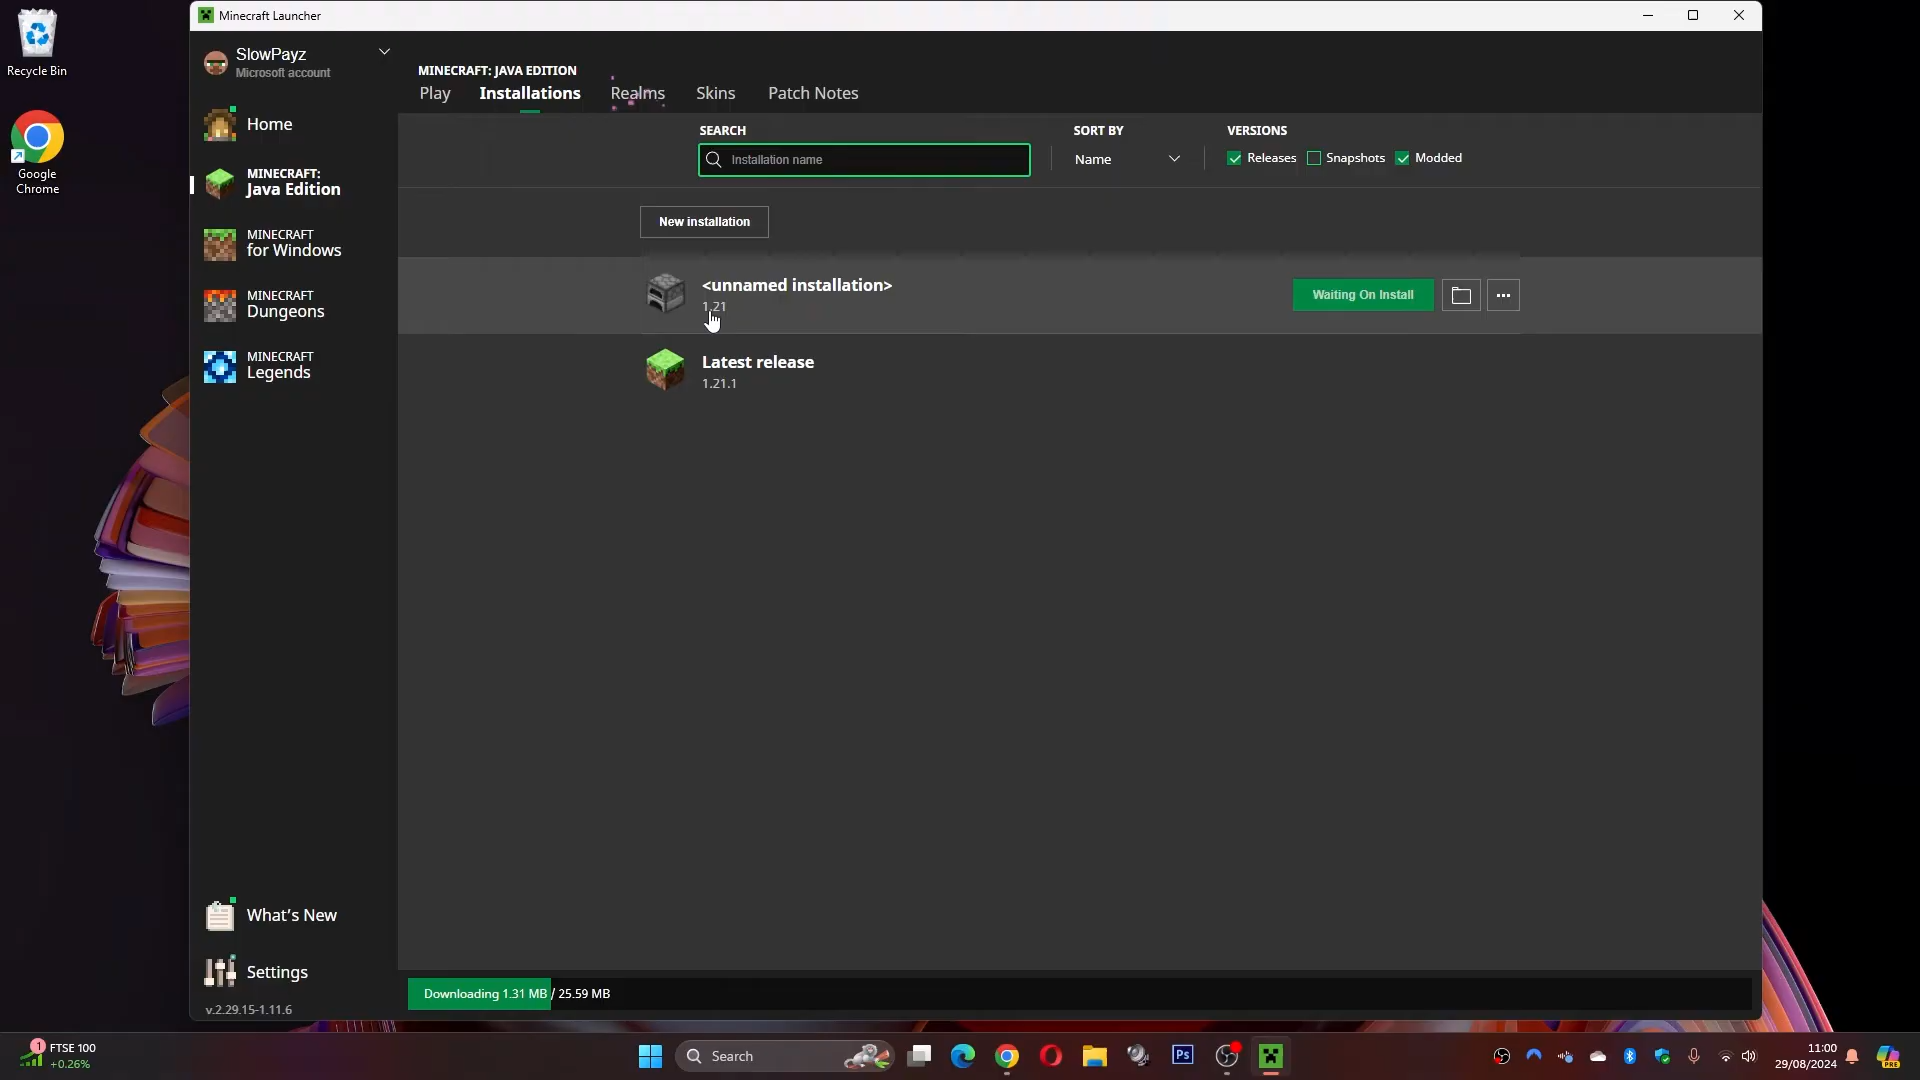 Minecraft Launcher
Recycle Bin
Google
Chrome
SlowPayz
Microsoft account
Home
MINECRAFT:
Java Edition
MINECRAFT
for Windows
MINECRAFT
Dungeons
MINECRAFT
Legends
What's New
Settings
v.2.29.15-1.11.6
MINECRAFT: JAVA EDITION
Play Installations Realms Skins Patch Notes
SEARCH SORT BY VERSIONS
Installation name Name Releases Snapshots Modded
New installation
<unnamed installation>
1.21
Waiting On Install
Latest release
1.21.1
Downloading 1.31 MB / 25.59 MB
1
FTSE 100
+0.26%
Search
Ps
11:00
29/08/2024
PRE